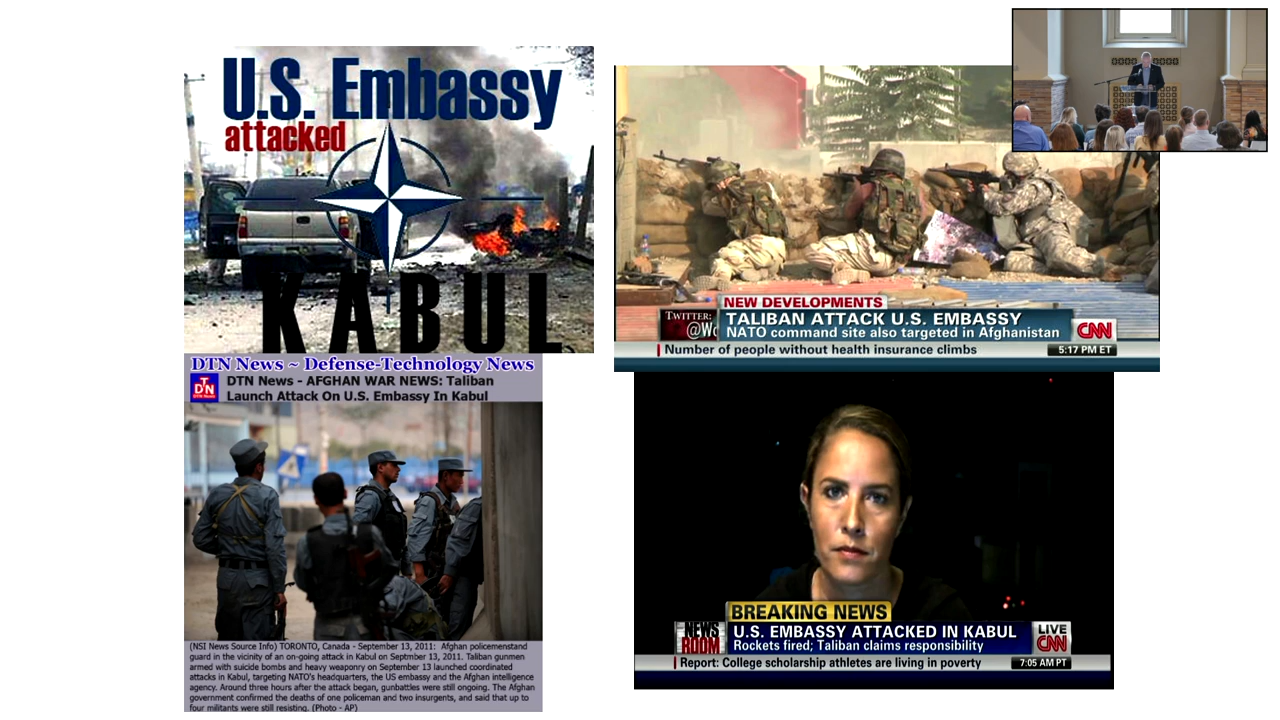 U.S. Embassy
attacked
KABUL
DTN News ~ Defense-Technology News
DTN
DTN News
DTN News - AFGHAN WAR NEWS: Taliban
Launch Attack On U.S. Embassy In Kabul
(NSI News Source Info) TORONTO, Canada - September 13, 2011: Afghan policemenstand
guard in the vicinity of an on-going attack in Kabul on Septmber 13, 2011. Taliban gunmen
armed with suicide bombs and heavy weaponry on September 13 launched coordinated
attacks in Kabul, targeting NATO's headquarters, the US embassy and the Afghan intelligence
agency. Around three hours after the attack began, gunbattles were still ongoing. The Afghan
government confirmed the deaths of one policeman and two insurgents, and said that up to
four militants were still resisting. (Photo - AP)
NEW DEVELOPMENTS
TWITTER:
@Wo
TALIBAN ATTACK U.S. EMBASSY
NATO command site also targeted in Afghanistan
CNN
Number of people without health insurance climbs
5:17 PM ET
BREAKING NEWS
NEWS
ROOM
U.S. EMBASSY ATTACKED IN KABUL
Rockets fired; Taliban claims responsibility
LIVE
CNN
Report: College scholarship athletes are living in poverty
7:05 AM PT